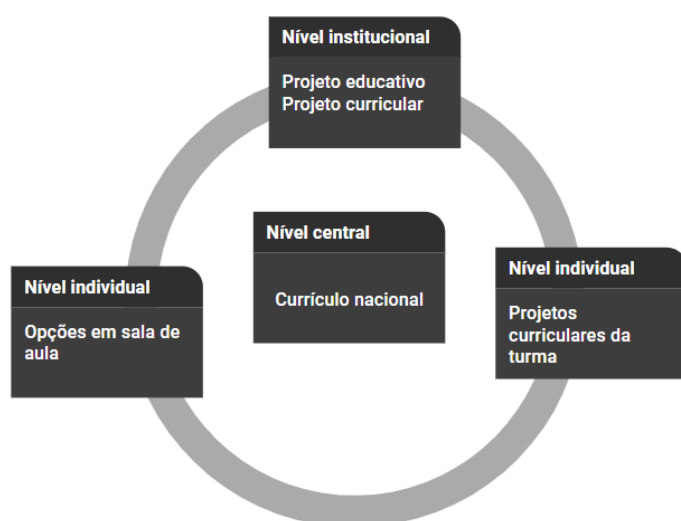 Nível institucional
Projeto educativo
Projeto curricular
Nível central
Currículo nacional
Nível individual
Opções em sala de
aula
Nível individual
Projetos
curriculares da
turma